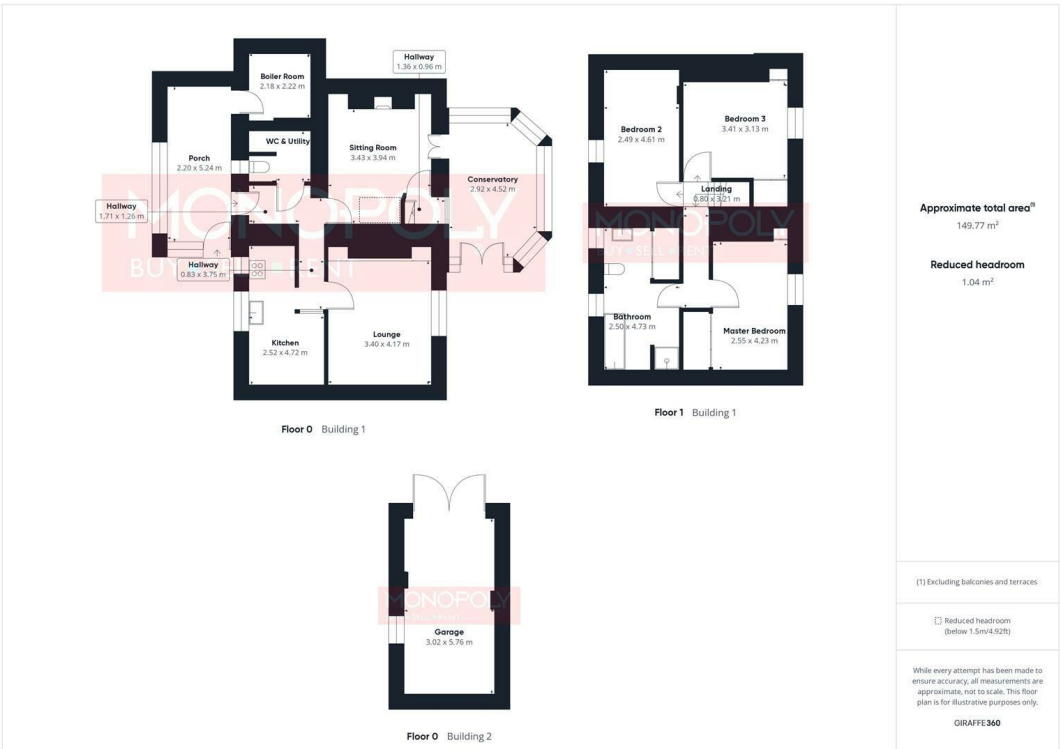 Hallway
1.36 x 0.96 m
Boiler Room
2.18 x 2.22 m
WC & Utility
Sitting Room
3.43 x 3.94 m
Porch
2.20 x 5.24 m
Conservatory
2.92 x 4.52 m
Hallway
1.71 x 1.26 m
Hallway
0.83 x 3.75 m
MONOPOLY
BUY SELL RENT
Kitchen
2.52 x 4.72 m
Lounge
3.40 x 4.17 m
Floor 0 Building 1
Bedroom 2
2.49 x 4.61 m
Bedroom 3
3.41 x 3.13 m
Landing
0.80 x 3.21 m
MONOPOLY
BUY SELL RENT
Bathroom
2.50 x 4.73 m
Master Bedroom
2.55 x 4.23 m
Floor 1 Building 1
MONOPOLY
BUY SELL RENT
Garage
3.02 x 5.76 m
Floor 0 Building 2
Approximate total area(1)
149.77 m²
Reduced headroom
1.04 m²
(1) Excluding balconies and terraces
Reduced headroom
(below 1.5m/4.92ft)
While every attempt has been made to
ensure accuracy, all measurements are
approximate, not to scale. This floor
plan is for illustrative purposes only.
GIRAFFE360